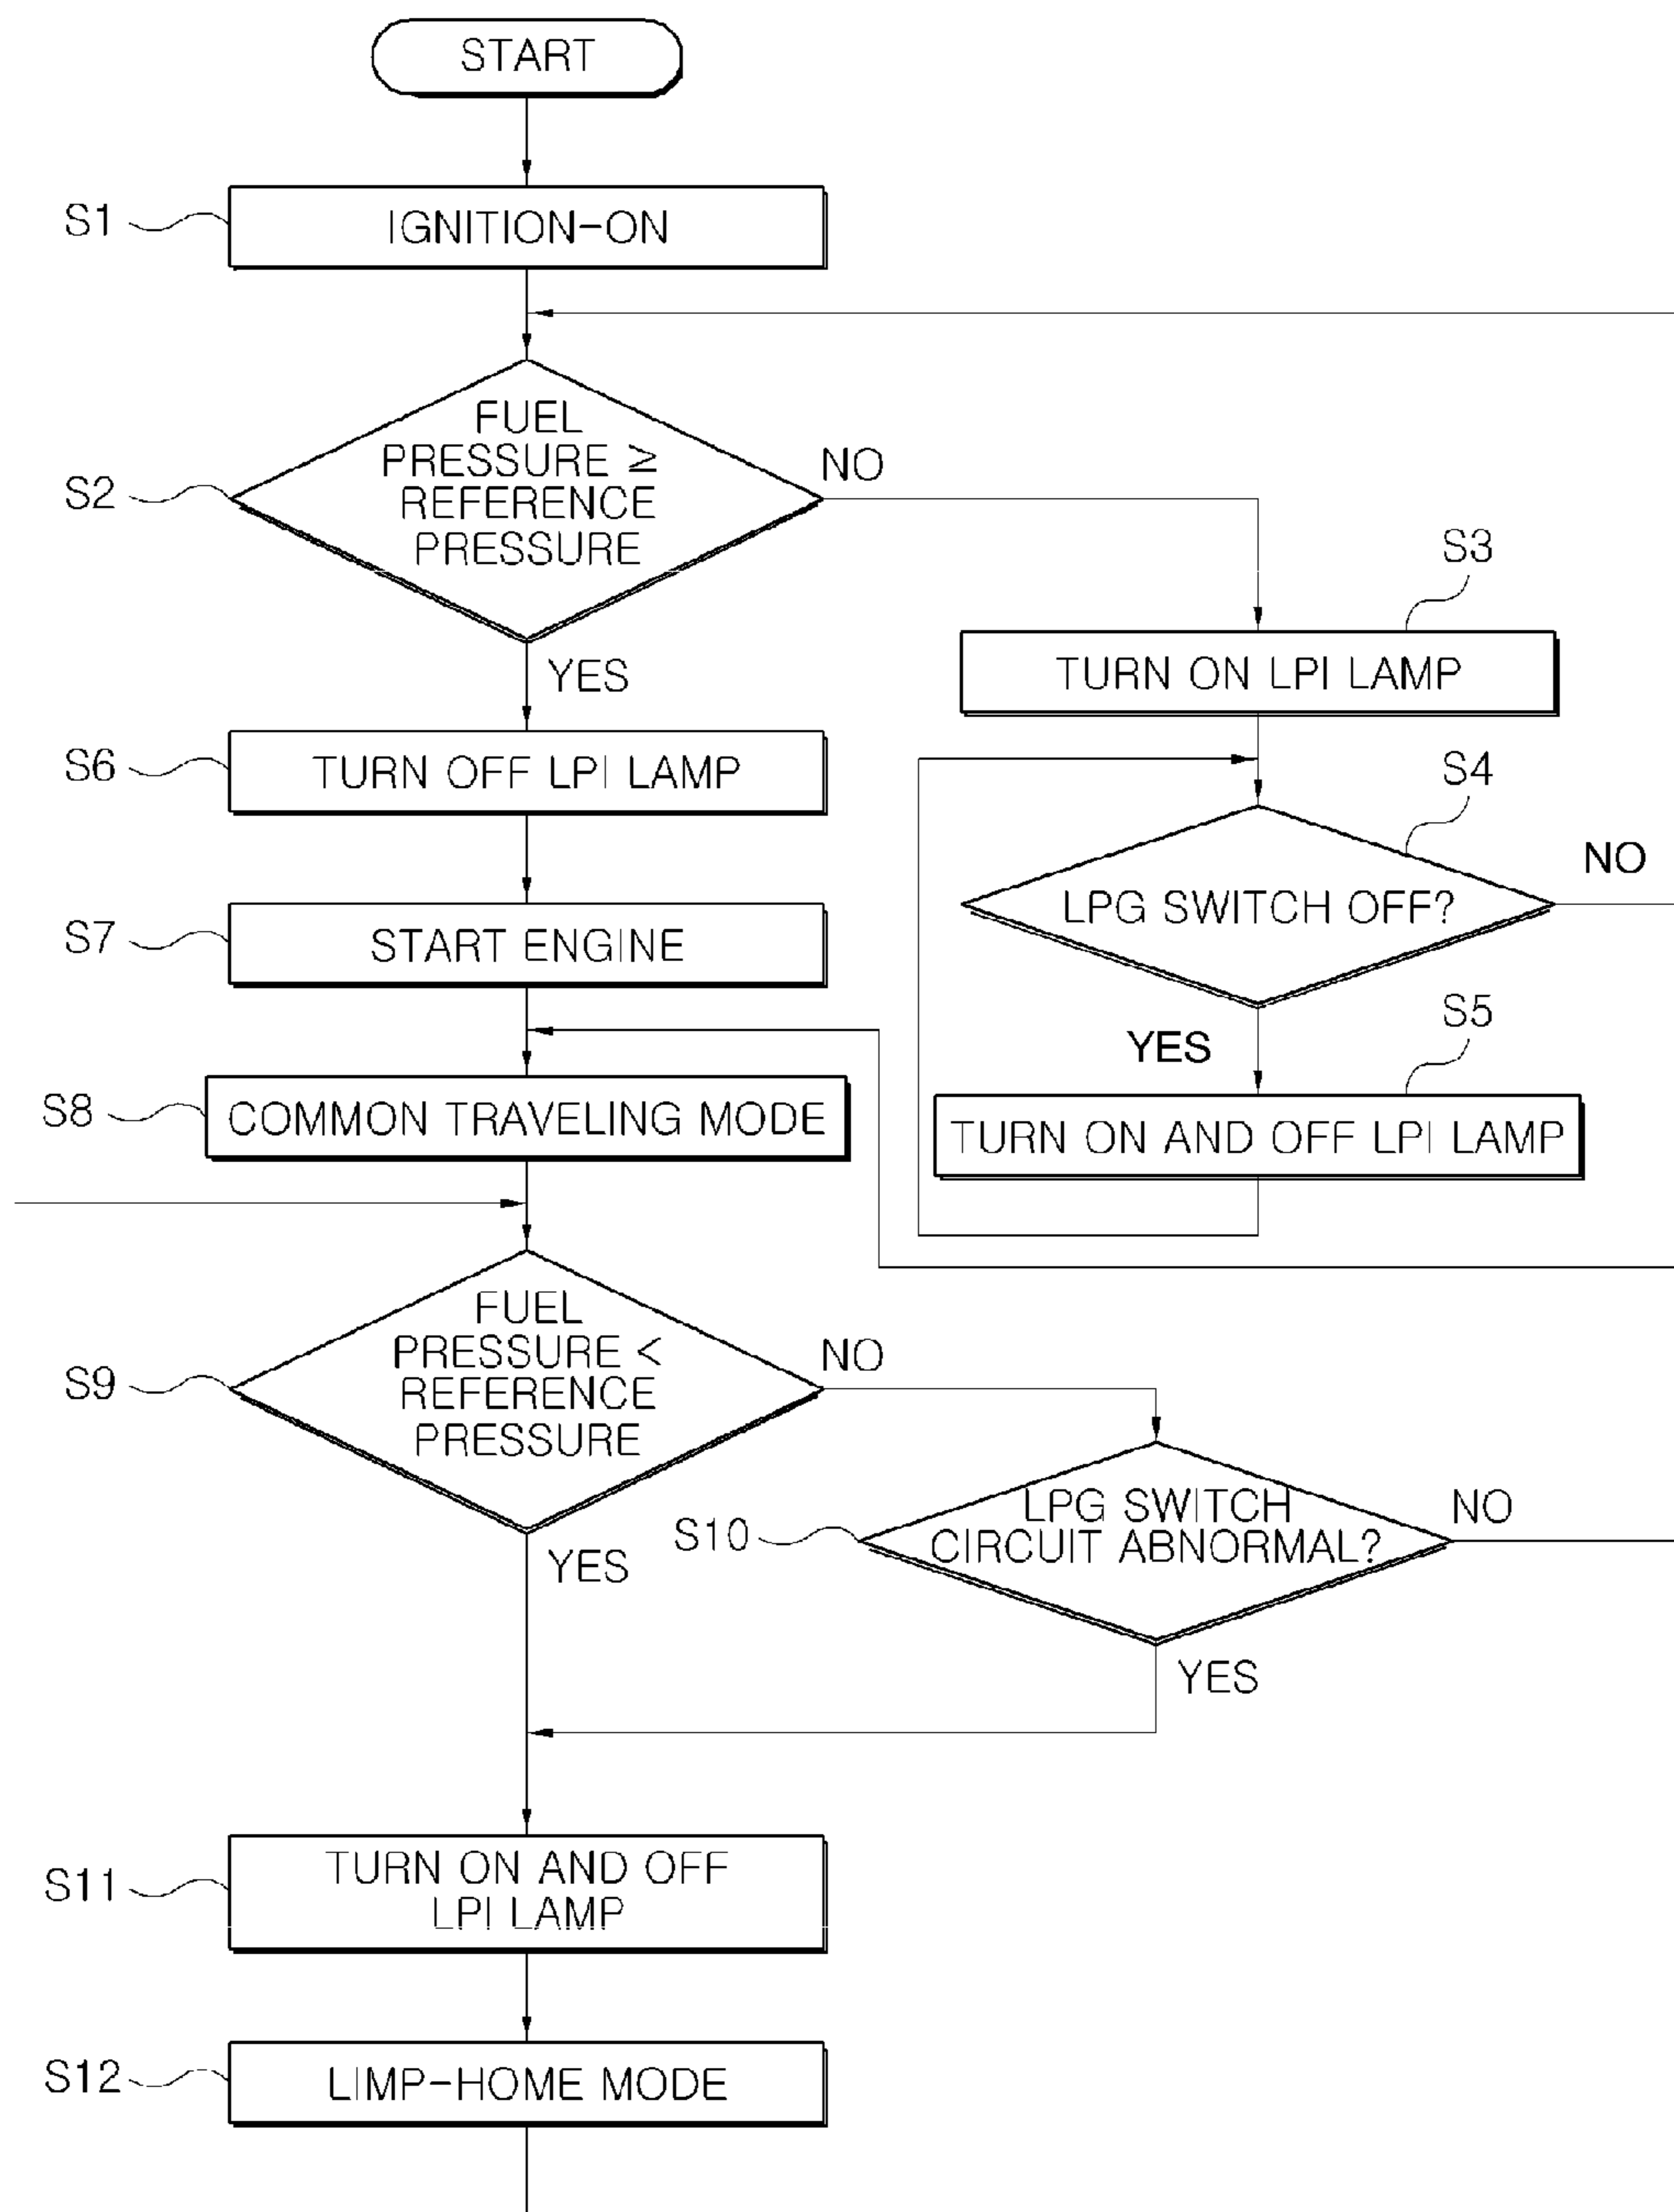 START
S1
IGNITION-ON
S2
FUEL
PRESSURE ≥
REFERENCE
PRESSURE
NO
YES
S3
TURN ON LPI LAMP
S4
LPG SWITCH OFF?
NO
YES
S5
TURN ON AND OFF LPI LAMP
S6
TURN OFF LPI LAMP
S7
START ENGINE
S8
COMMON TRAVELING MODE
S9
FUEL
PRESSURE <
REFERENCE
PRESSURE
NO
YES
S10
LPG SWITCH
CIRCUIT ABNORMAL?
NO
YES
S11
TURN ON AND OFF
LPI LAMP
S12
LIMP-HOME MODE